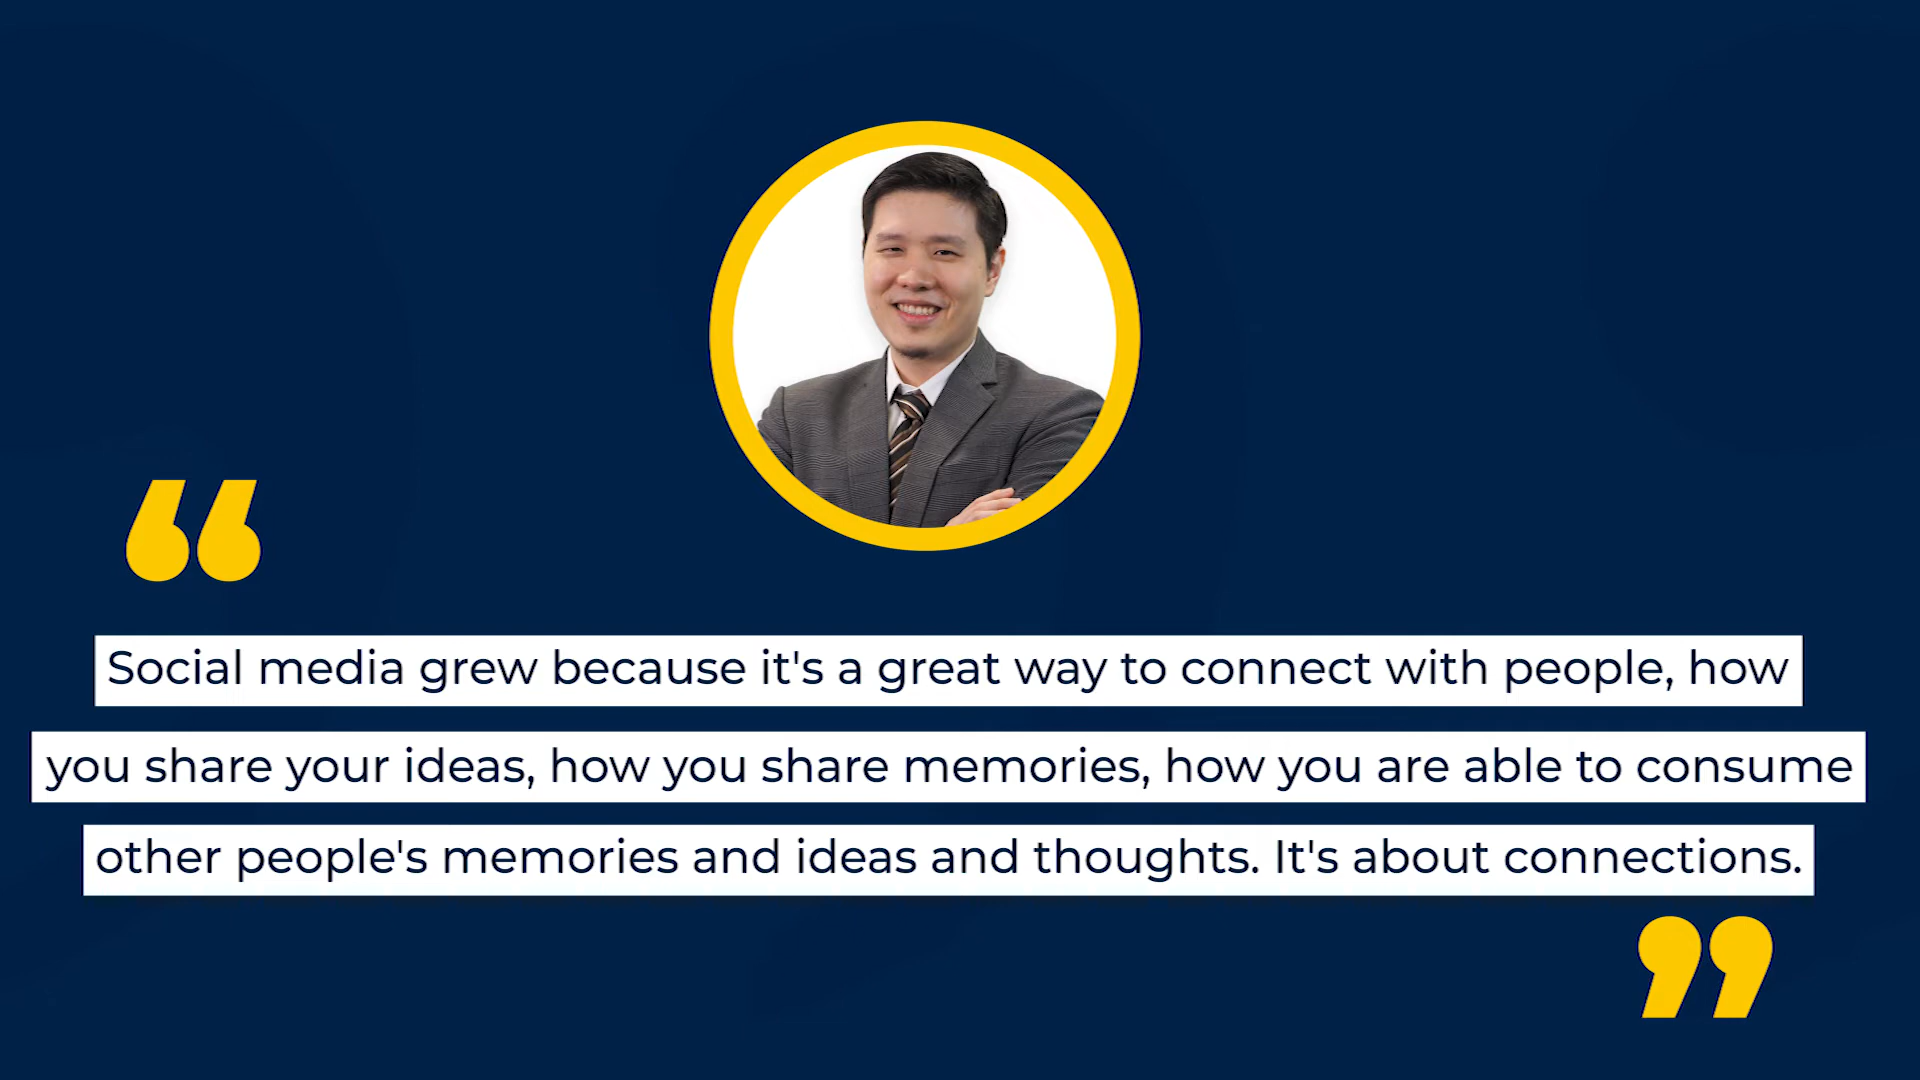 Social media grew because it's a great way to connect with people, how
you share your ideas, how you share memories, how you are able to consume
other people's memories and ideas and thoughts. It's about connections.